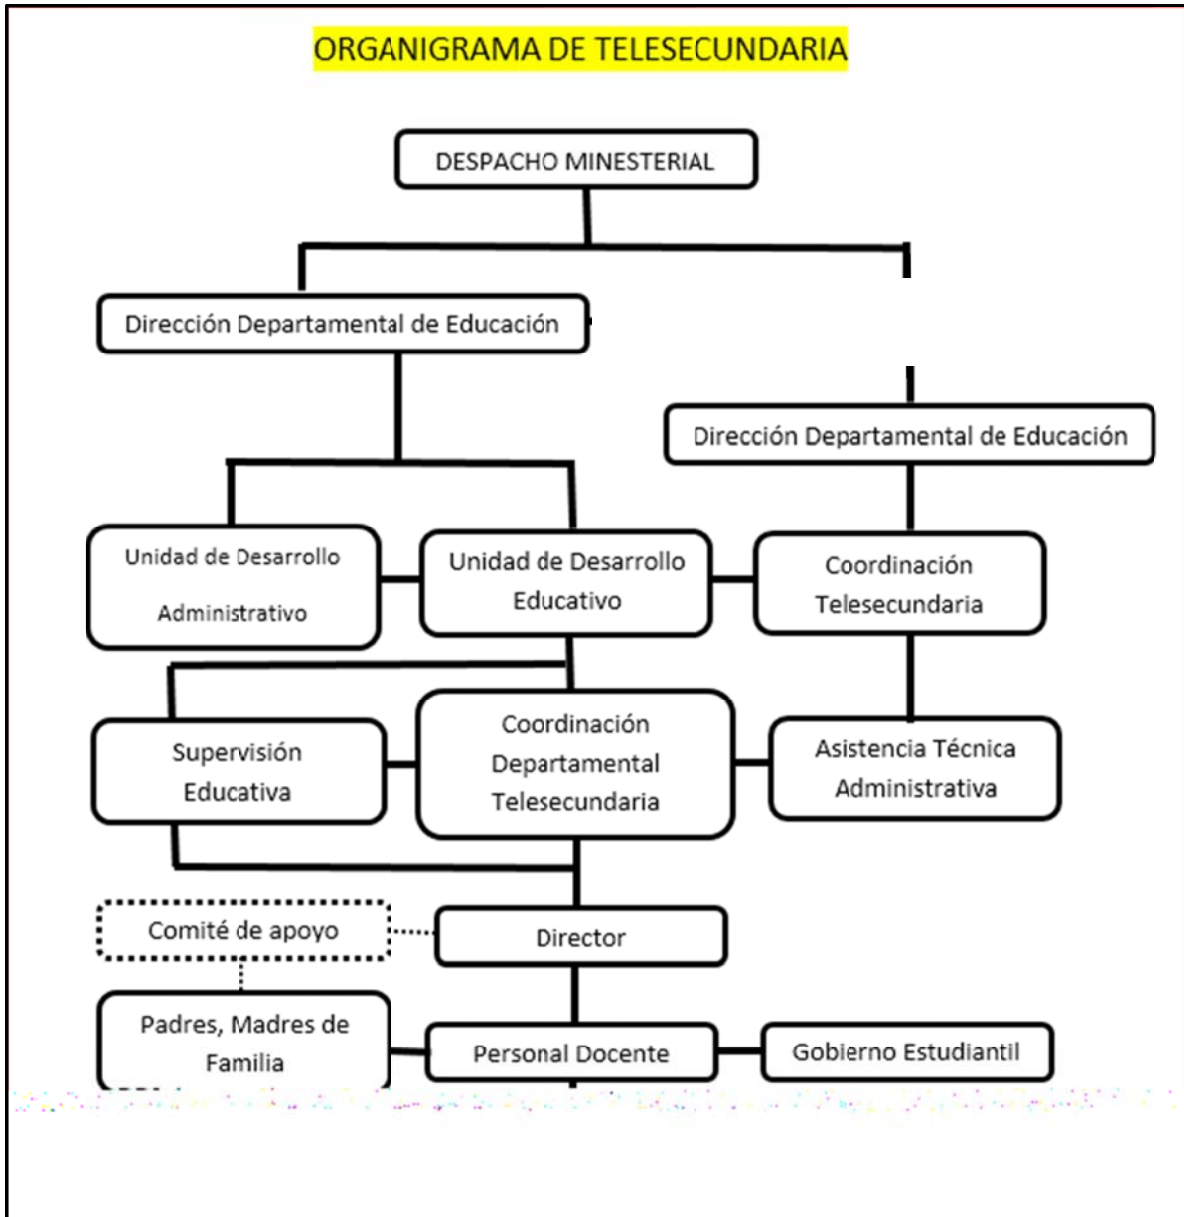 ORGANIGRAMA DE TELESECUNDARIA
DESPACHO MINESTERIAL
Dirección Departamental de Educación
Dirección Departamental de Educación
Unidad de Desarrollo
Administrativo
Unidad de Desarrollo
Educativo
Coordinación
Telesecundaria
Supervisión
Educativa
Coordinación
Departamental
Telesecundaria
Asistencia Técnica
Administrativa
Comité de apoyo
Director
Padres, Madres de
Familia
Personal Docente
Gobierno Estudiantil